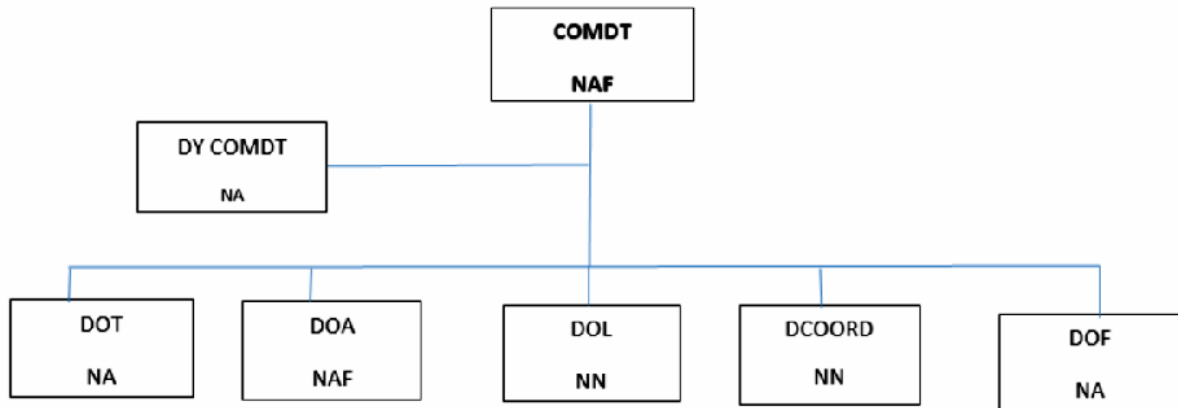 COMDT
NAF
DY COMDT
NA
DOT
NA
DOA
NAF
DOL
NN
DCOORD
NN
DOF
NA